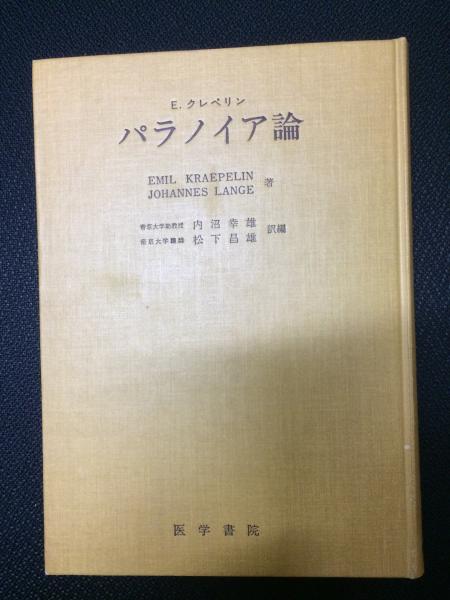 E. クレペリン
パラノイア論
EMIL KRAEPELIN
JOHANNES LANGE 著
帝京大学助教授 内沼幸雄
帝京大学講師 松下昌雄 訳編
医学書院